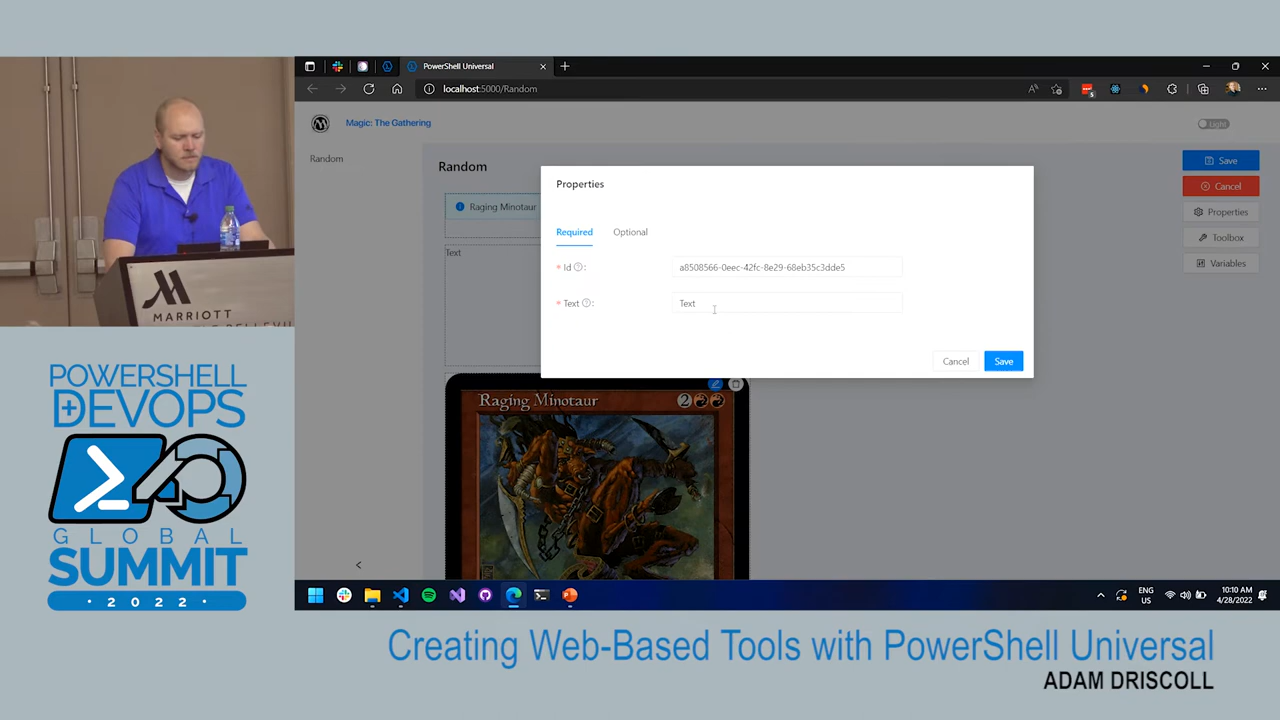 PowerShell Universal
localhost:5000/Random
Magic: The Gathering
Light
Random
Random
Save
Cancel
Properties
Toolbox
Variables
Raging Minotaur
Text
Properties
Required
Optional
* Id :
a8508566-0eec-42fc-8e29-68eb35c3dde5
* Text :
Text
Cancel
Save
Raging Minotaur
2
MARRIOTT
ENG
US
10:10 AM
4/28/2022
POWERSHELL
+DEVOPS
GLOBAL
SUMMIT
· 2022 ·
Creating Web-Based Tools with PowerShell Universal
ADAM DRISCOLL